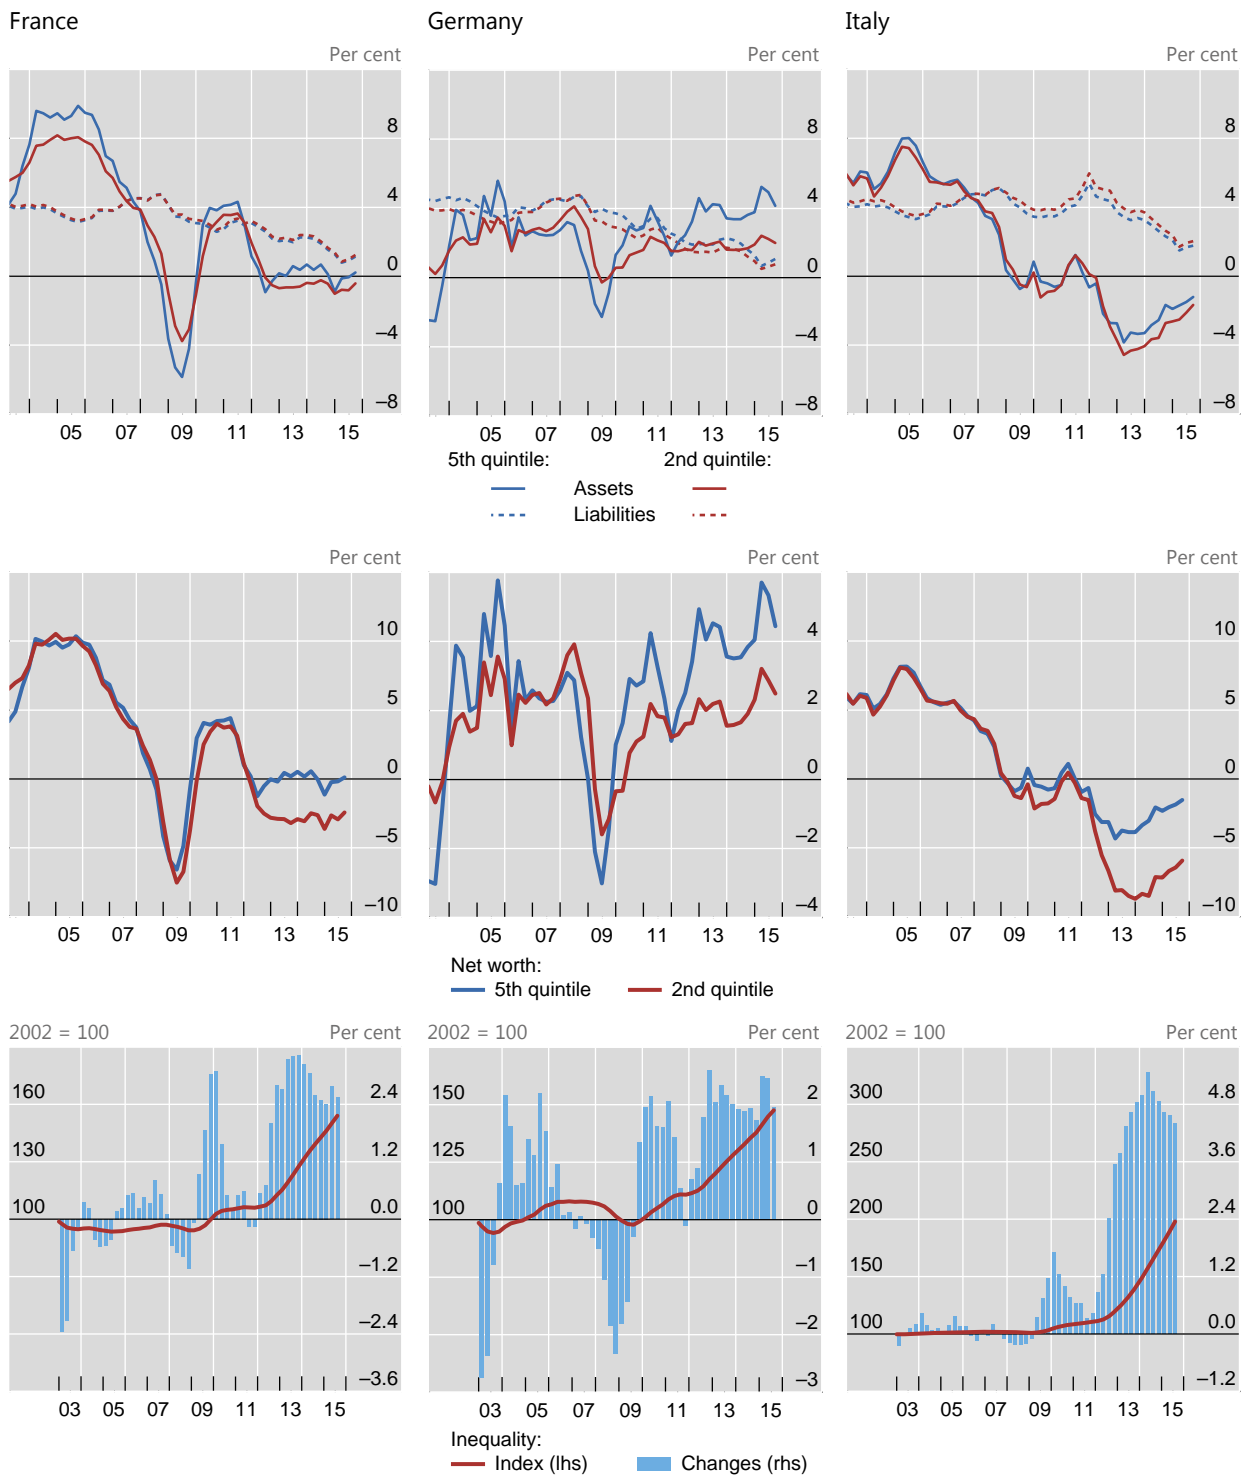 France Germany Italy
Per cent Per cent Per cent
8 8 8
4 4 4
0 0 0
–4 –4 –4
–8 –8 –8
05 07 09 11 13 15 05 07 09 11 13 15 05 07 09 11 13 15
5th quintile: 2nd quintile:
Assets
Liabilities
Per cent Per cent Per cent
10 4 10
5 2 5
0 0 0
–5 –2 –5
–10 –4 –10
05 07 09 11 13 15 05 07 09 11 13 15 05 07 09 11 13 15
Net worth:
5th quintile 2nd quintile
2002 = 100 Per cent 2002 = 100 Per cent 2002 = 100 Per cent
160 2.4 150 2 300 4.8
130 1.2 125 1 250 3.6
100 0.0 100 0 200 2.4
–1.2 –1 150 1.2
–2.4 –2 100 0.0
–3.6 –3 –1.2
03 05 07 09 11 13 15 03 05 07 09 11 13 15 03 05 07 09 11 13 15
Inequality:
Index (lhs) Changes (rhs)